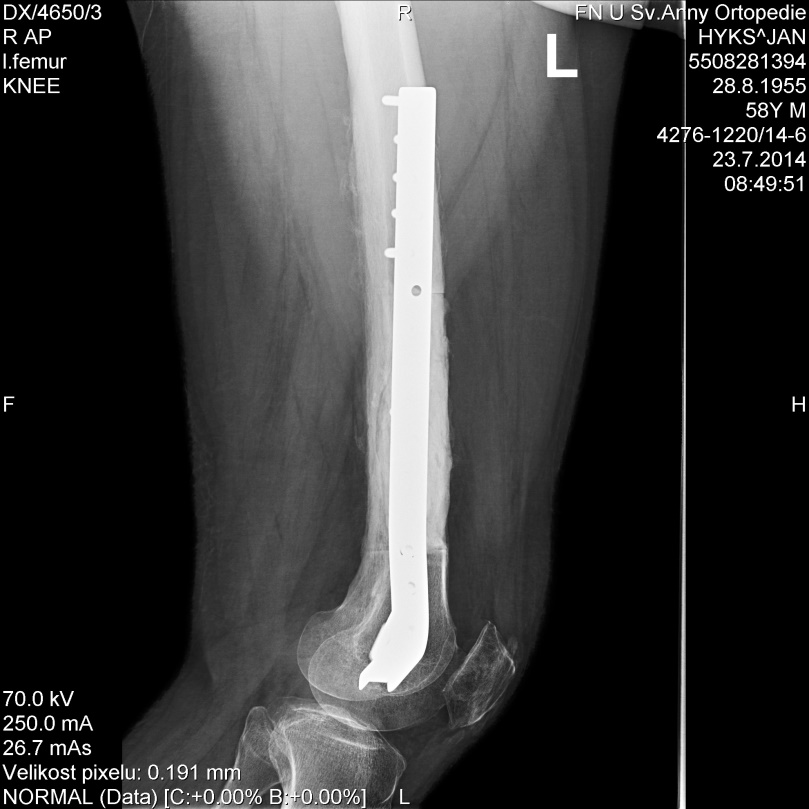 DX/4650/3
R AP
l.femur
KNEE
R
FN U Sv.Anny Ortopedie
HYKS^JAN
5508281394
28.8.1955
58Y M
4276-1220/14-6
23.7.2014
08:49:51
L
F
H
70.0 kV
250.0 mA
26.7 mAs
Velikost pixelu: 0.191 mm
NORMAL (Data) [C:+0.00% B:+0.00%]
L